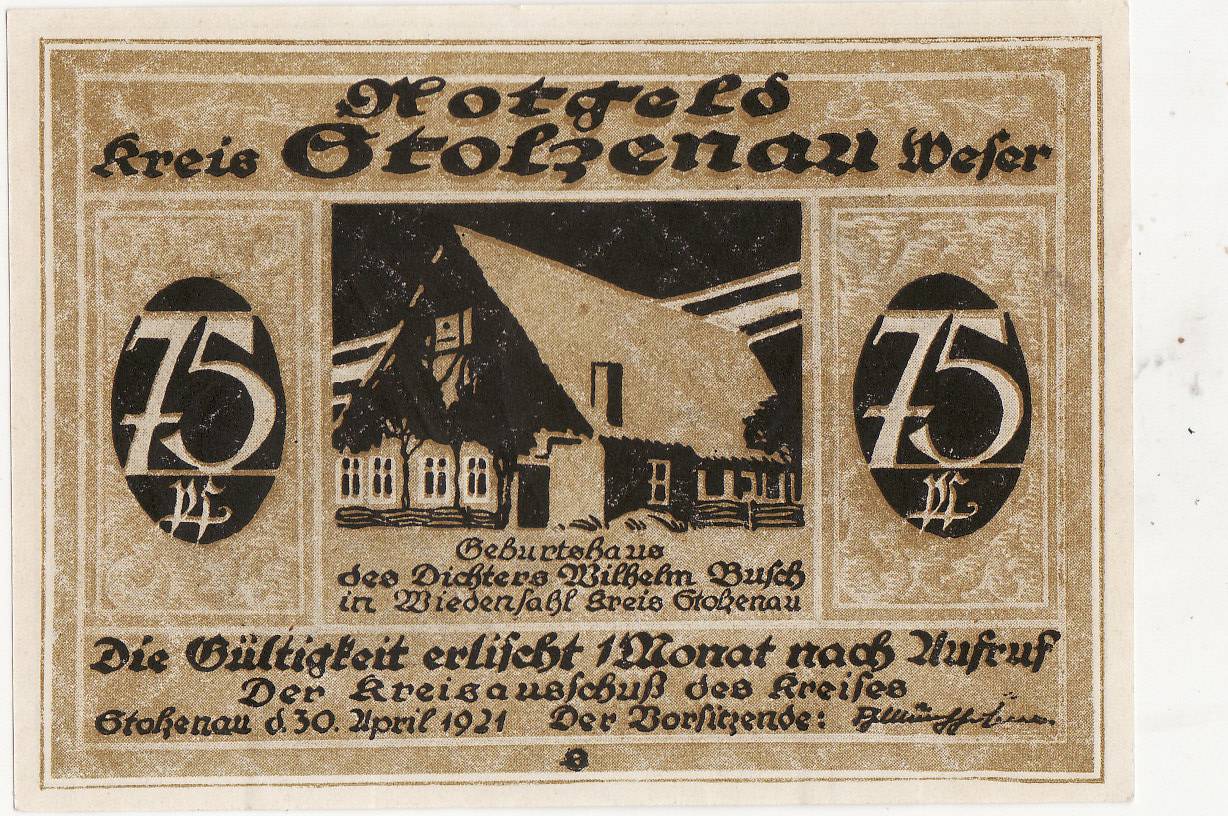 Notgeld
Kreis Stolzenau Weser
75
Pf
75
Pf
Geburtshaus
des Dichters Wilhelm Busch
in Wiedensahl Kreis Stolzenau
Die Gültigkeit erlischt 1 Monat nach Aufruf
Der Kreisausschuß des Kreises
Stolzenau d. 30. April 1921 Der Vorsitzende: